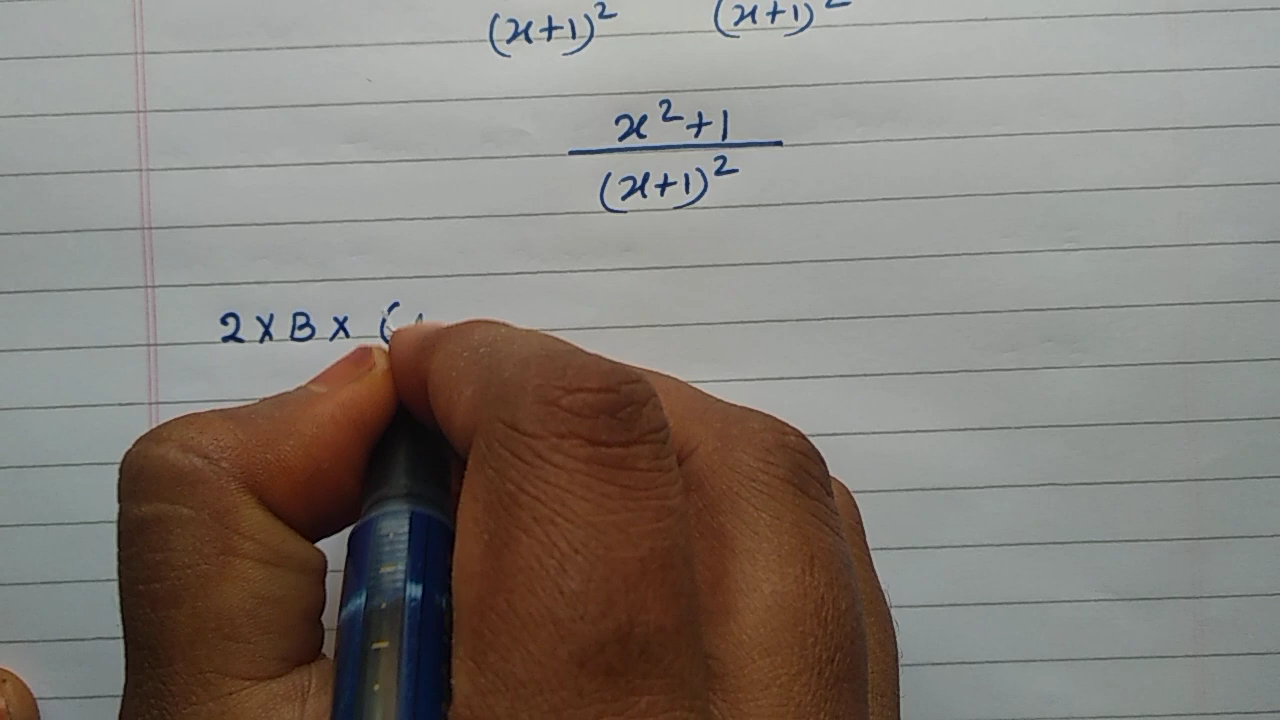 (x+1)² (x+1)²
x²+1
(x+1)²
2 x B x (